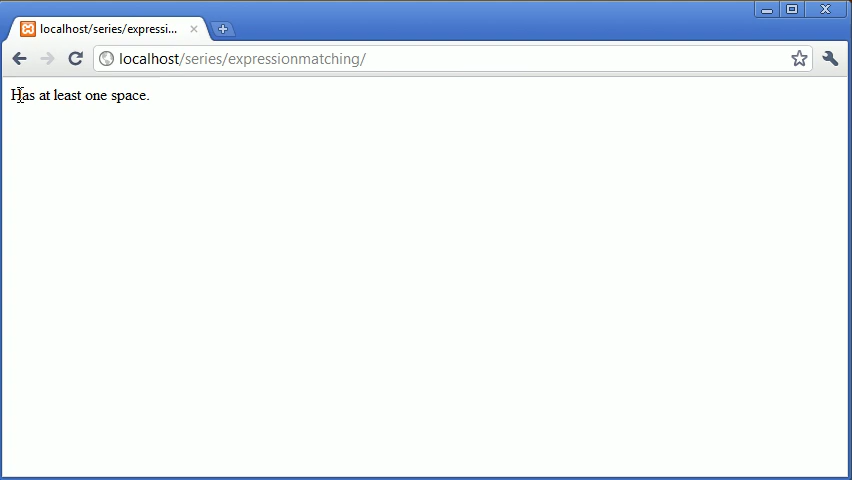 localhost/series/expressi...
localhost/series/expressionmatching/
Has at least one space.